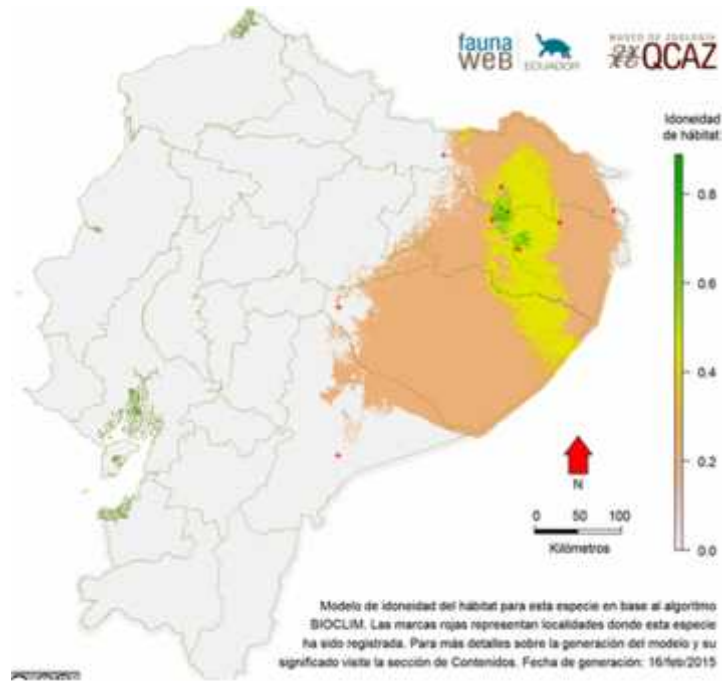 fauna
web
ECUADOR
MUSEO DE ZOOLOGÍA
QCAZ
Idoneidad
de hábitat:
0.8
0.6
0.4
0.2
0.0
N
0 50 100
Kilómetros
Modelo de idoneidad del hábitat para esta especie en base al algoritmo
BIOCLIM. Las marcas rojas representan localidades donde esta especie
ha sido registrada. Para más detalles sobre la generación del modelo y su
significado visite la sección de Contenidos. Fecha de generación: 16/feb/2015